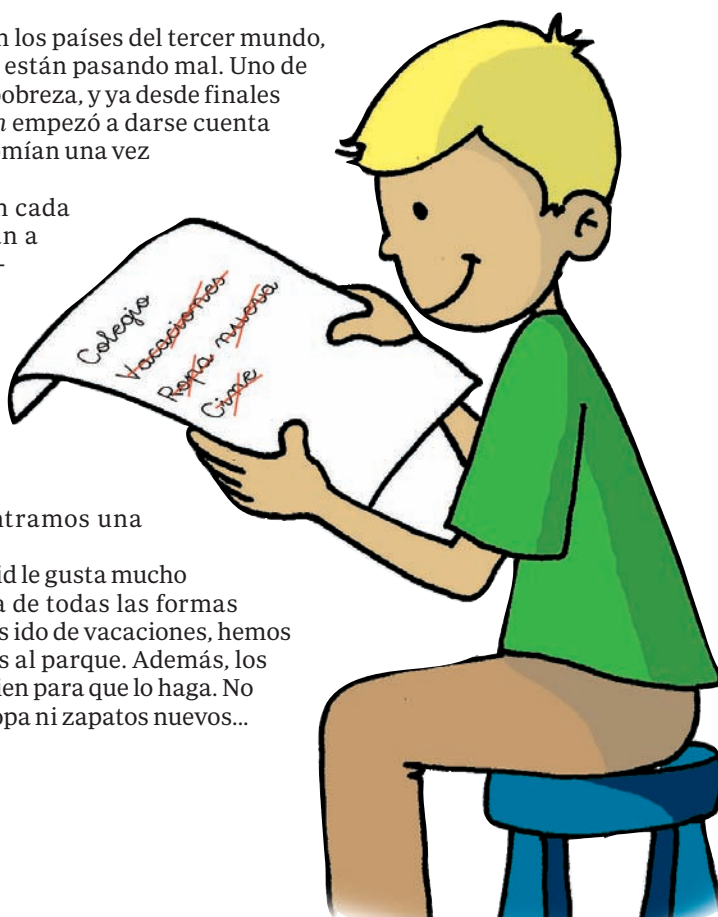 n los países del tercer mundo,
están pasando mal. Uno de
pobreza, y ya desde finales
n empezó a darse cuenta
omían una vez
n cada
an a
-
Colegio
Vacaciones
Ropa nueva
Cine
ntramos una
id le gusta mucho
a de todas las formas
s ido de vacaciones, hemos
s al parque. Además, los
ien para que lo haga. No
opa ni zapatos nuevos...